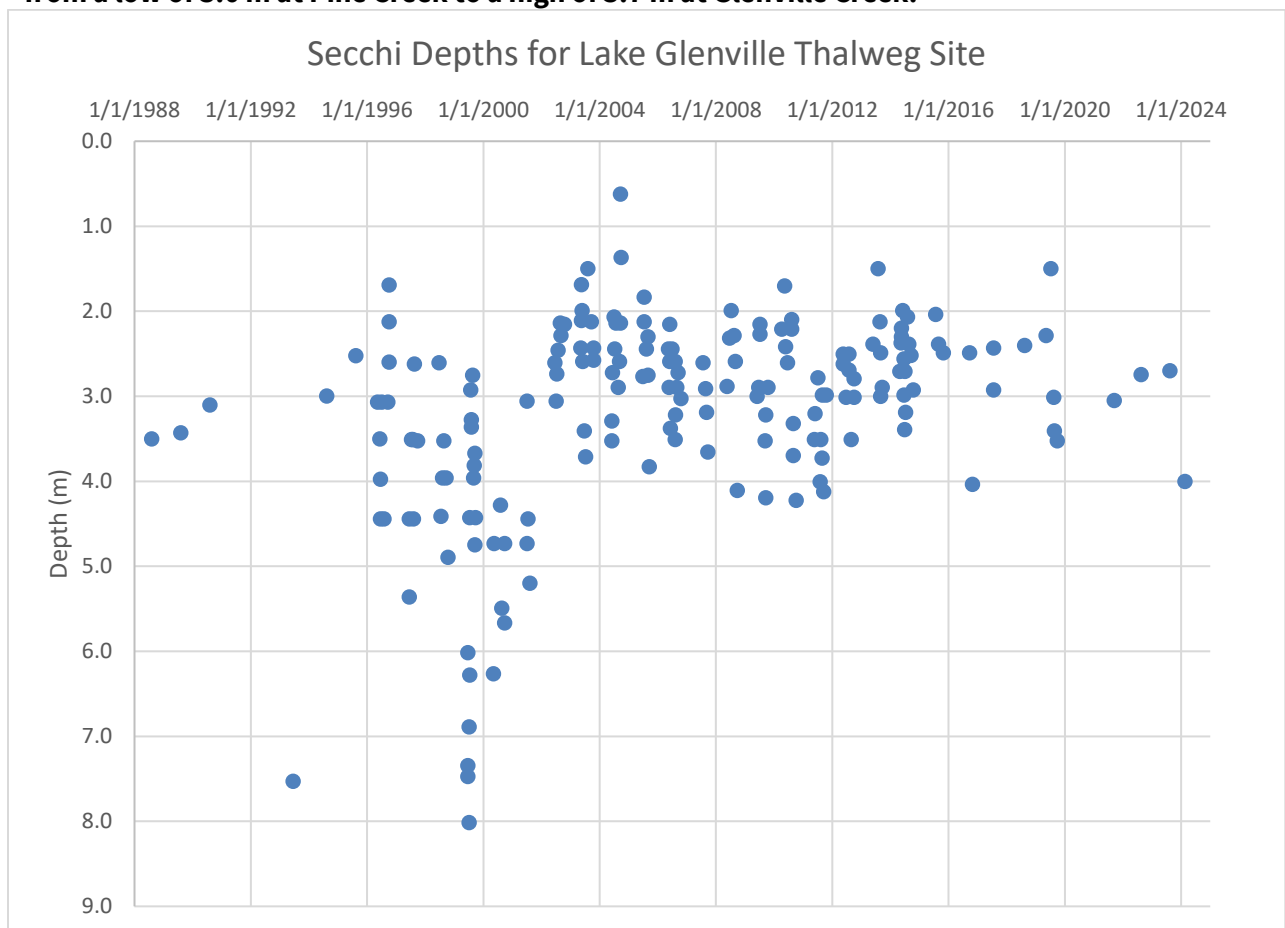 from a low of 3.0 m at Pine Creek to a high of 5.1 m at Glenville Creek.
Secchi Depths for Lake Glenville Thalweg Site
1/1/1988 1/1/1992 1/1/1996 1/1/2000 1/1/2004 1/1/2008 1/1/2012 1/1/2016 1/1/2020 1/1/2024
0.0
1.0
2.0
3.0
4.0
5.0
6.0
7.0
8.0
9.0
Depth (m)